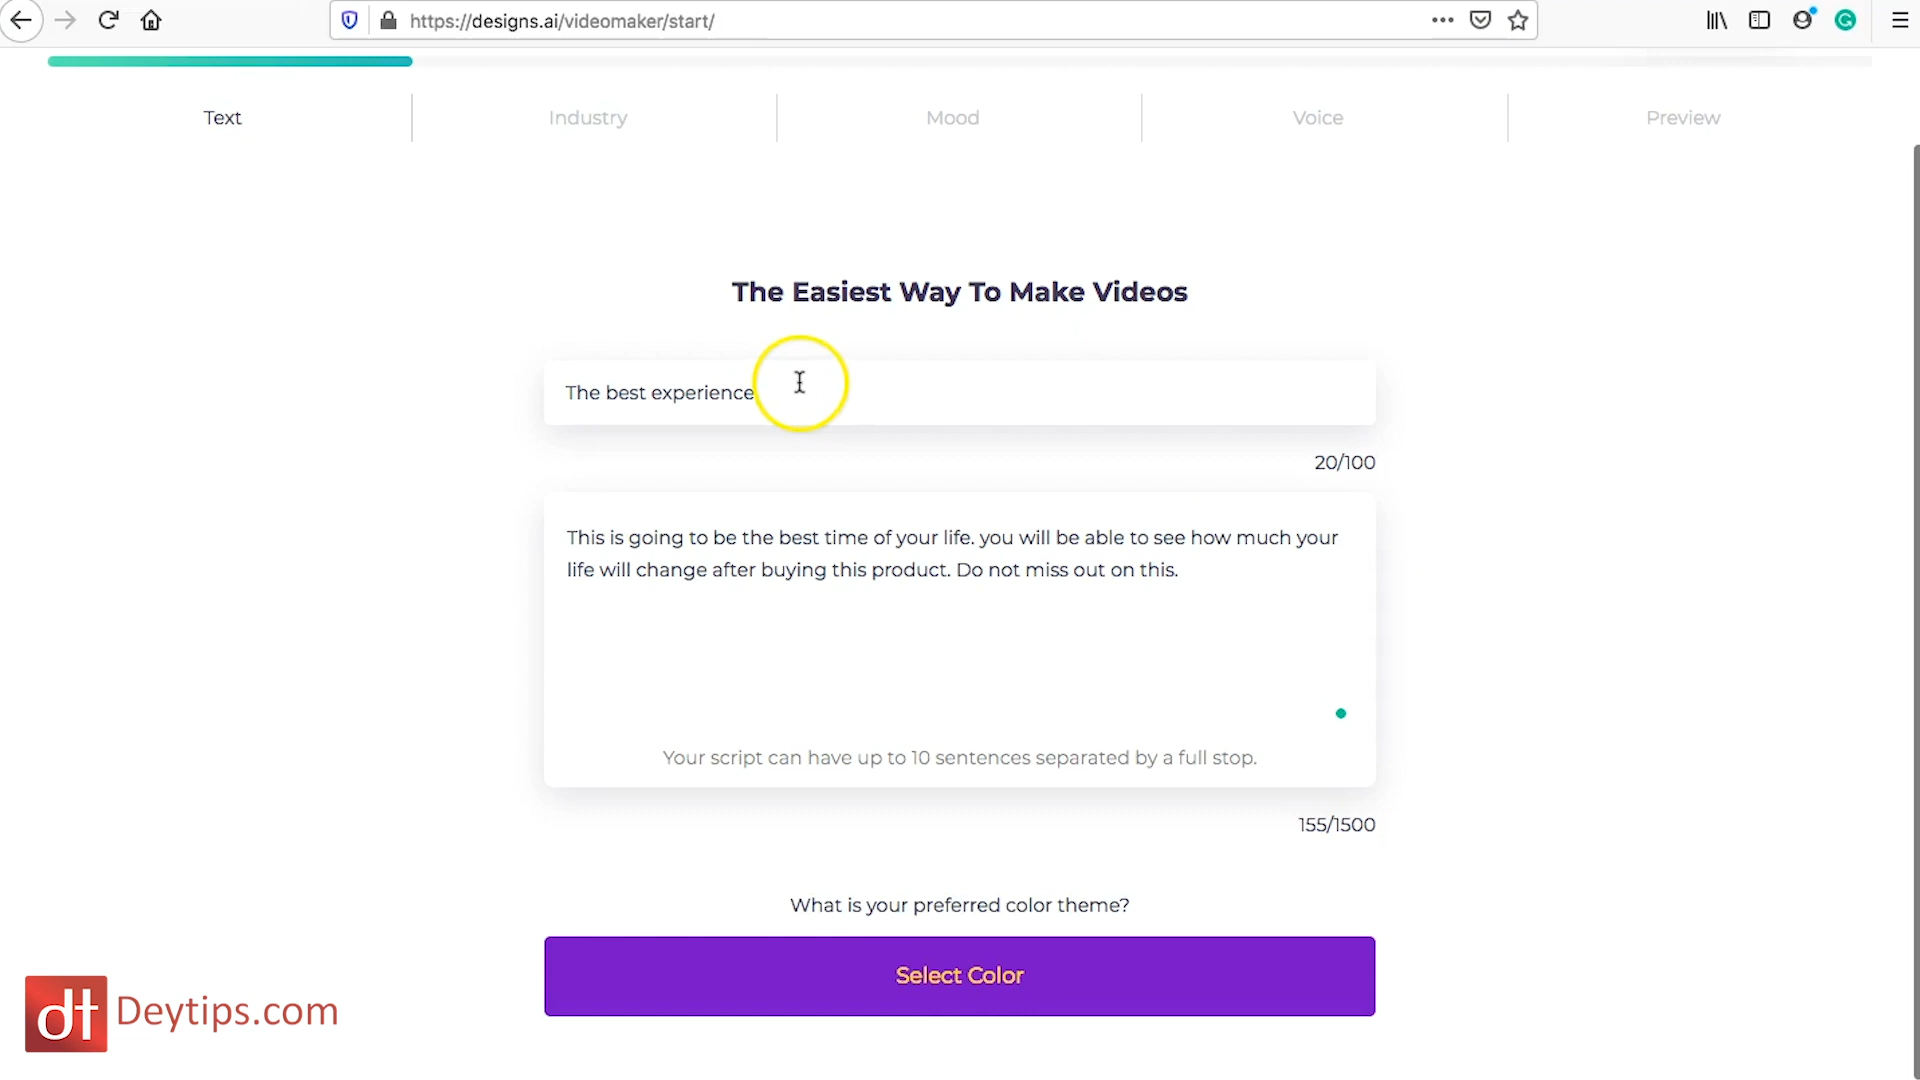 https://designs.ai/videomaker/start/
Text
Industry
Mood
Voice
Preview
The Easiest Way To Make Videos
The best experience
20/100
This is going to be the best time of your life. you will be able to see how much your
life will change after buying this product. Do not miss out on this.
Your script can have up to 10 sentences separated by a full stop.
155/1500
What is your preferred color theme?
Select Color
dt Deytips.com